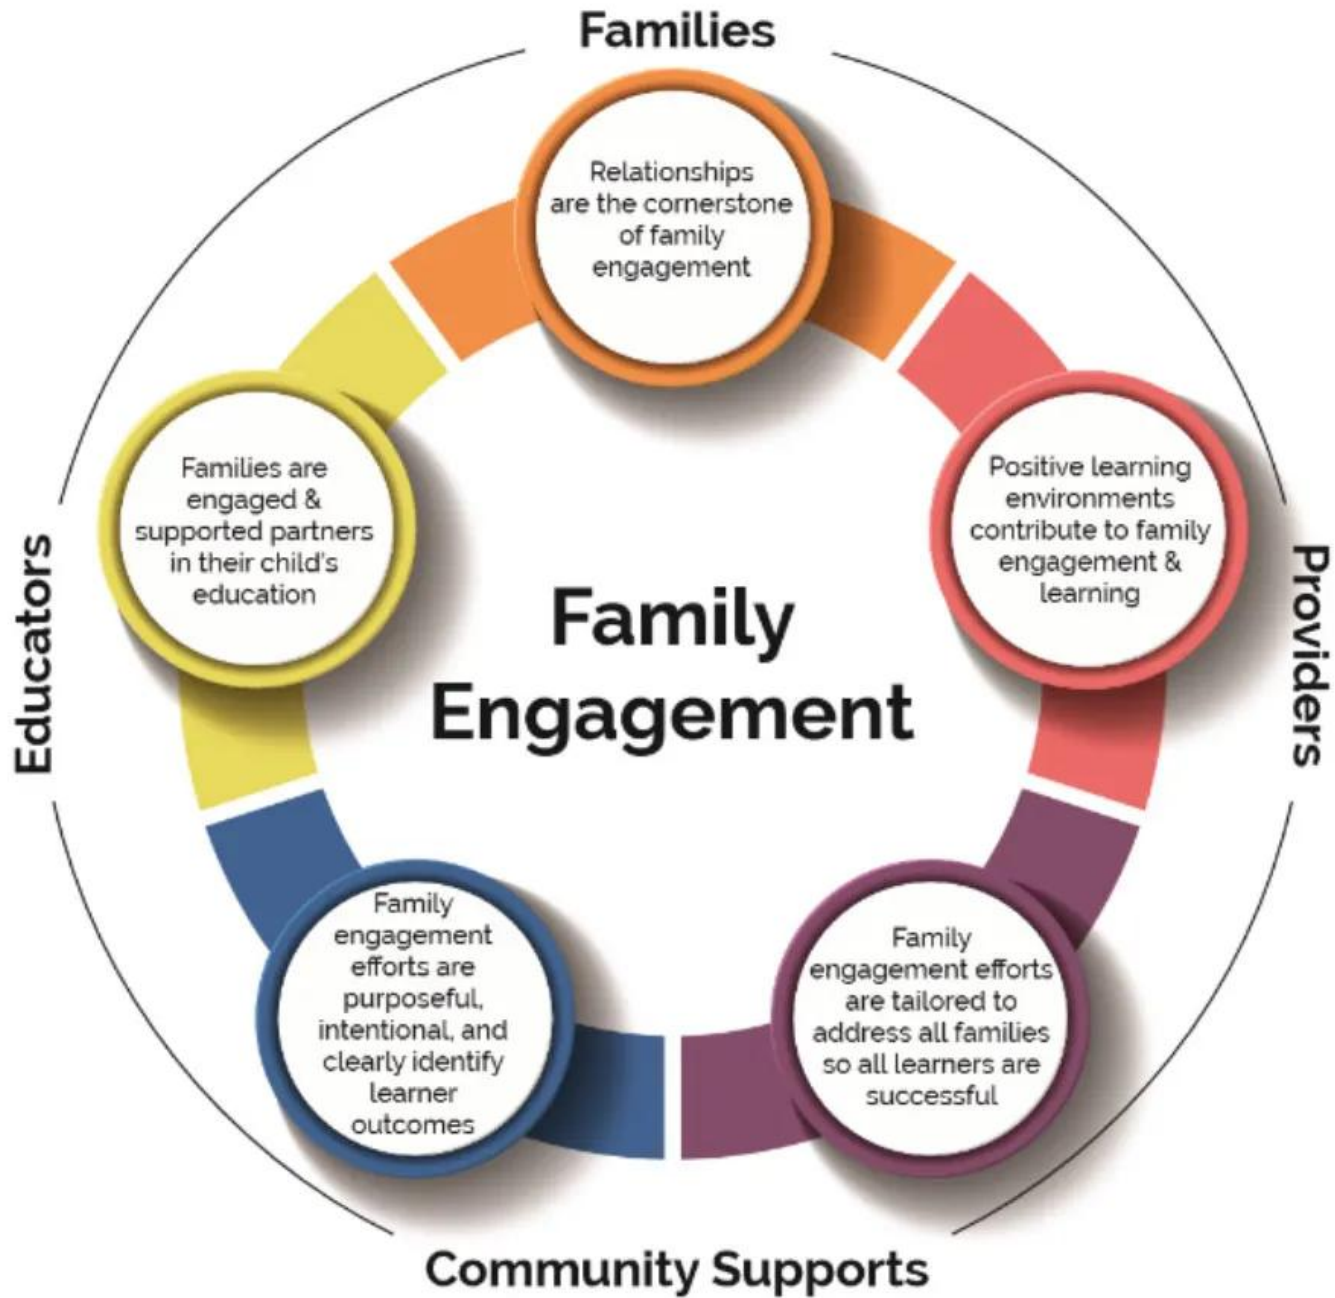 Families
Relationships
are the cornerstone
of family
engagement
Positive learning
environments
contribute to family
engagement &
learning
Providers
Family
engagement efforts
are tailored to
address all families
so all learners are
successful
Community Supports
Family
engagement
efforts are
purposeful,
intentional, and
clearly identify
learner
outcomes
Educators
Families are
engaged &
supported partners
in their child's
education
Family
Engagement